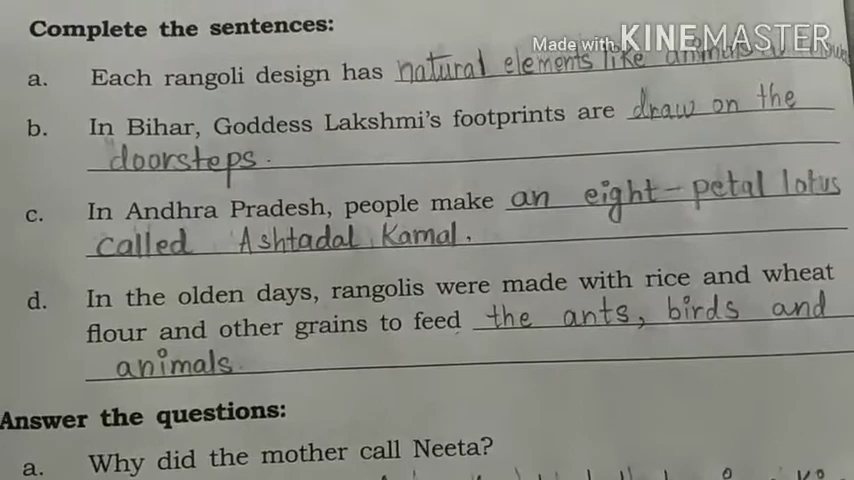 Complete the sentences:
Made with KINEMASTER
a. Each rangoli design has natural elements like animals
b. In Bihar, Goddess Lakshmi's footprints are draw on the
doorsteps.
c. In Andhra Pradesh, people make an eight-petal lotus
called Ashtadal Kamal.
d. In the olden days, rangolis were made with rice and wheat
flour and other grains to feed the ants, birds and
animals.
Answer the questions:
a. Why did the mother call Neeta?